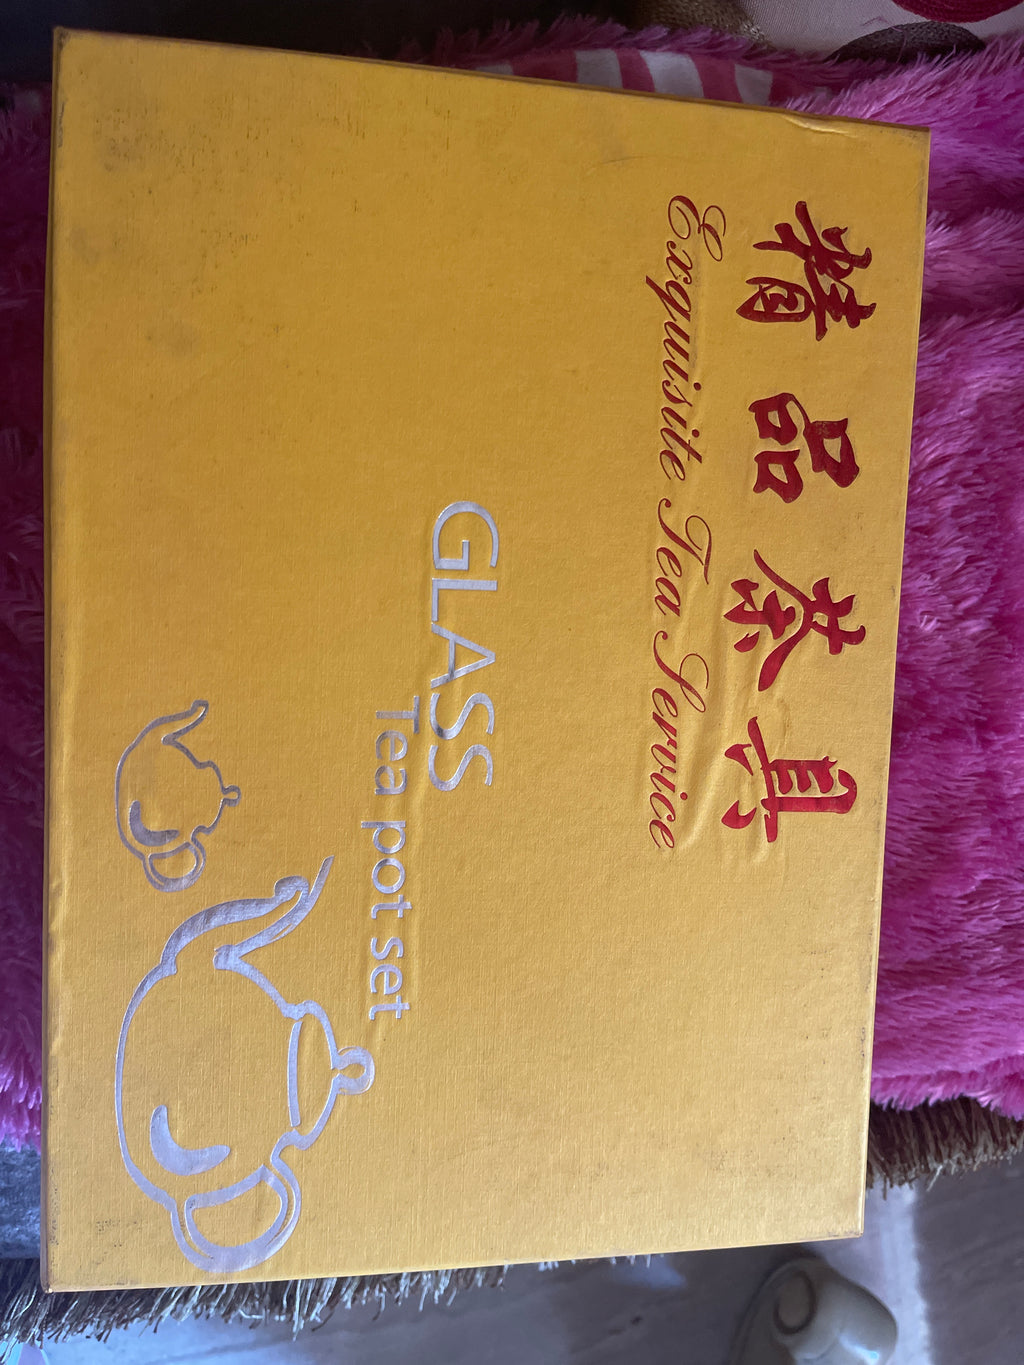 精品茶具
Exquisite Tea Service
GLASS
Tea pot set